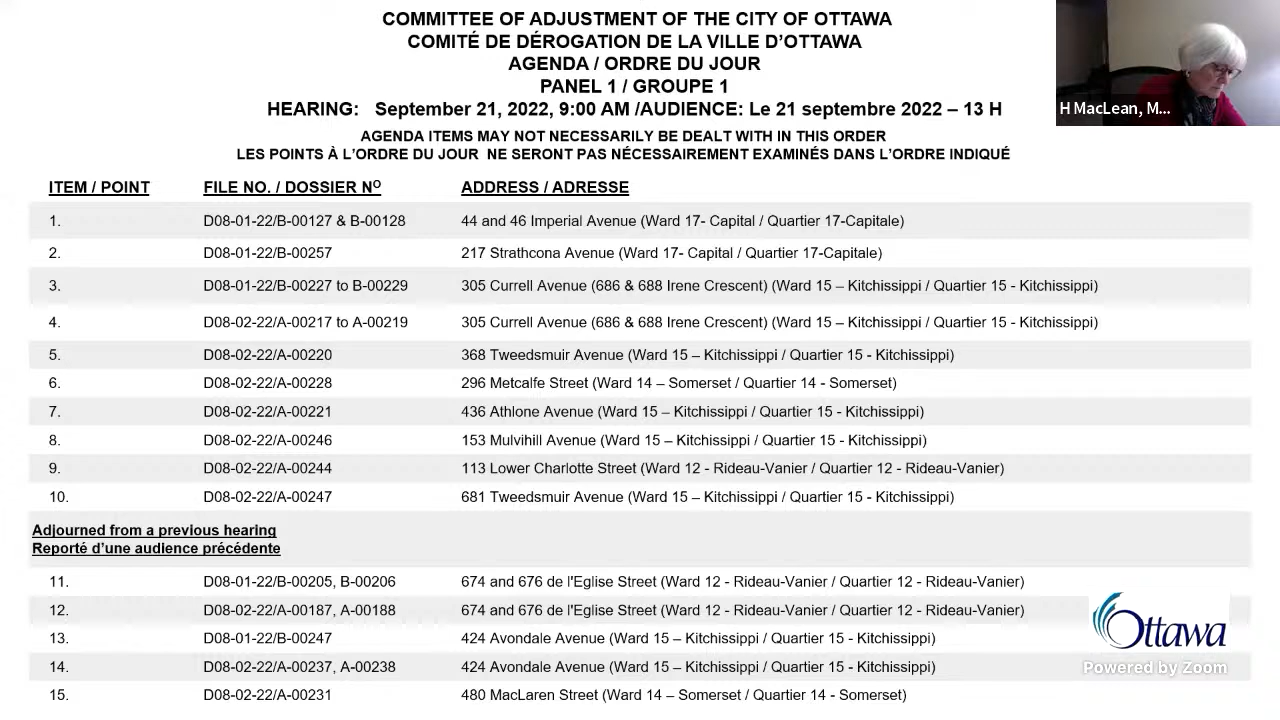 COMMITTEE OF ADJUSTMENT OF THE CITY OF OTTAWA
COMITÉ DE DÉROGATION DE LA VILLE D’OTTAWA
AGENDA / ORDRE DU JOUR
PANEL 1 / GROUPE 1
HEARING: September 21, 2022, 9:00 AM /AUDIENCE: Le 21 septembre 2022 – 13 H
H MacLean, M...
AGENDA ITEMS MAY NOT NECESSARILY BE DEALT WITH IN THIS ORDER
LES POINTS À L’ORDRE DU JOUR NE SERONT PAS NÉCESSAIREMENT EXAMINÉS DANS L’ORDRE INDIQUÉ
ITEM / POINT FILE NO. / DOSSIER Nº ADDRESS / ADRESSE
1. D08-01-22/B-00127 & B-00128 44 and 46 Imperial Avenue (Ward 17- Capital / Quartier 17-Capitale)
2. D08-01-22/B-00257 217 Strathcona Avenue (Ward 17- Capital / Quartier 17-Capitale)
3. D08-01-22/B-00227 to B-00229 305 Currell Avenue (686 & 688 Irene Crescent) (Ward 15 – Kitchissippi / Quartier 15 - Kitchissippi)
4. D08-02-22/A-00217 to A-00219 305 Currell Avenue (686 & 688 Irene Crescent) (Ward 15 – Kitchissippi / Quartier 15 - Kitchissippi)
5. D08-02-22/A-00220 368 Tweedsmuir Avenue (Ward 15 – Kitchissippi / Quartier 15 - Kitchissippi)
6. D08-02-22/A-00228 296 Metcalfe Street (Ward 14 – Somerset / Quartier 14 - Somerset)
7. D08-02-22/A-00221 436 Athlone Avenue (Ward 15 – Kitchissippi / Quartier 15 - Kitchissippi)
8. D08-02-22/A-00246 153 Mulvihill Avenue (Ward 15 – Kitchissippi / Quartier 15 - Kitchissippi)
9. D08-02-22/A-00244 113 Lower Charlotte Street (Ward 12 - Rideau-Vanier / Quartier 12 - Rideau-Vanier)
10. D08-02-22/A-00247 681 Tweedsmuir Avenue (Ward 15 – Kitchissippi / Quartier 15 - Kitchissippi)
Adjourned from a previous hearing
Reporté d’une audience précédente
11. D08-01-22/B-00205, B-00206 674 and 676 de l'Eglise Street (Ward 12 - Rideau-Vanier / Quartier 12 - Rideau-Vanier)
12. D08-02-22/A-00187, A-00188 674 and 676 de l'Eglise Street (Ward 12 - Rideau-Vanier / Quartier 12 - Rideau-Vanier)
13. D08-01-22/B-00247 424 Avondale Avenue (Ward 15 – Kitchissippi / Quartier 15 - Kitchissippi)
14. D08-02-22/A-00237, A-00238 424 Avondale Avenue (Ward 15 – Kitchissippi / Quartier 15 - Kitchissippi)
15. D08-02-22/A-00231 480 MacLaren Street (Ward 14 – Somerset / Quartier 14 - Somerset)
Ottawa
Powered by Zoom